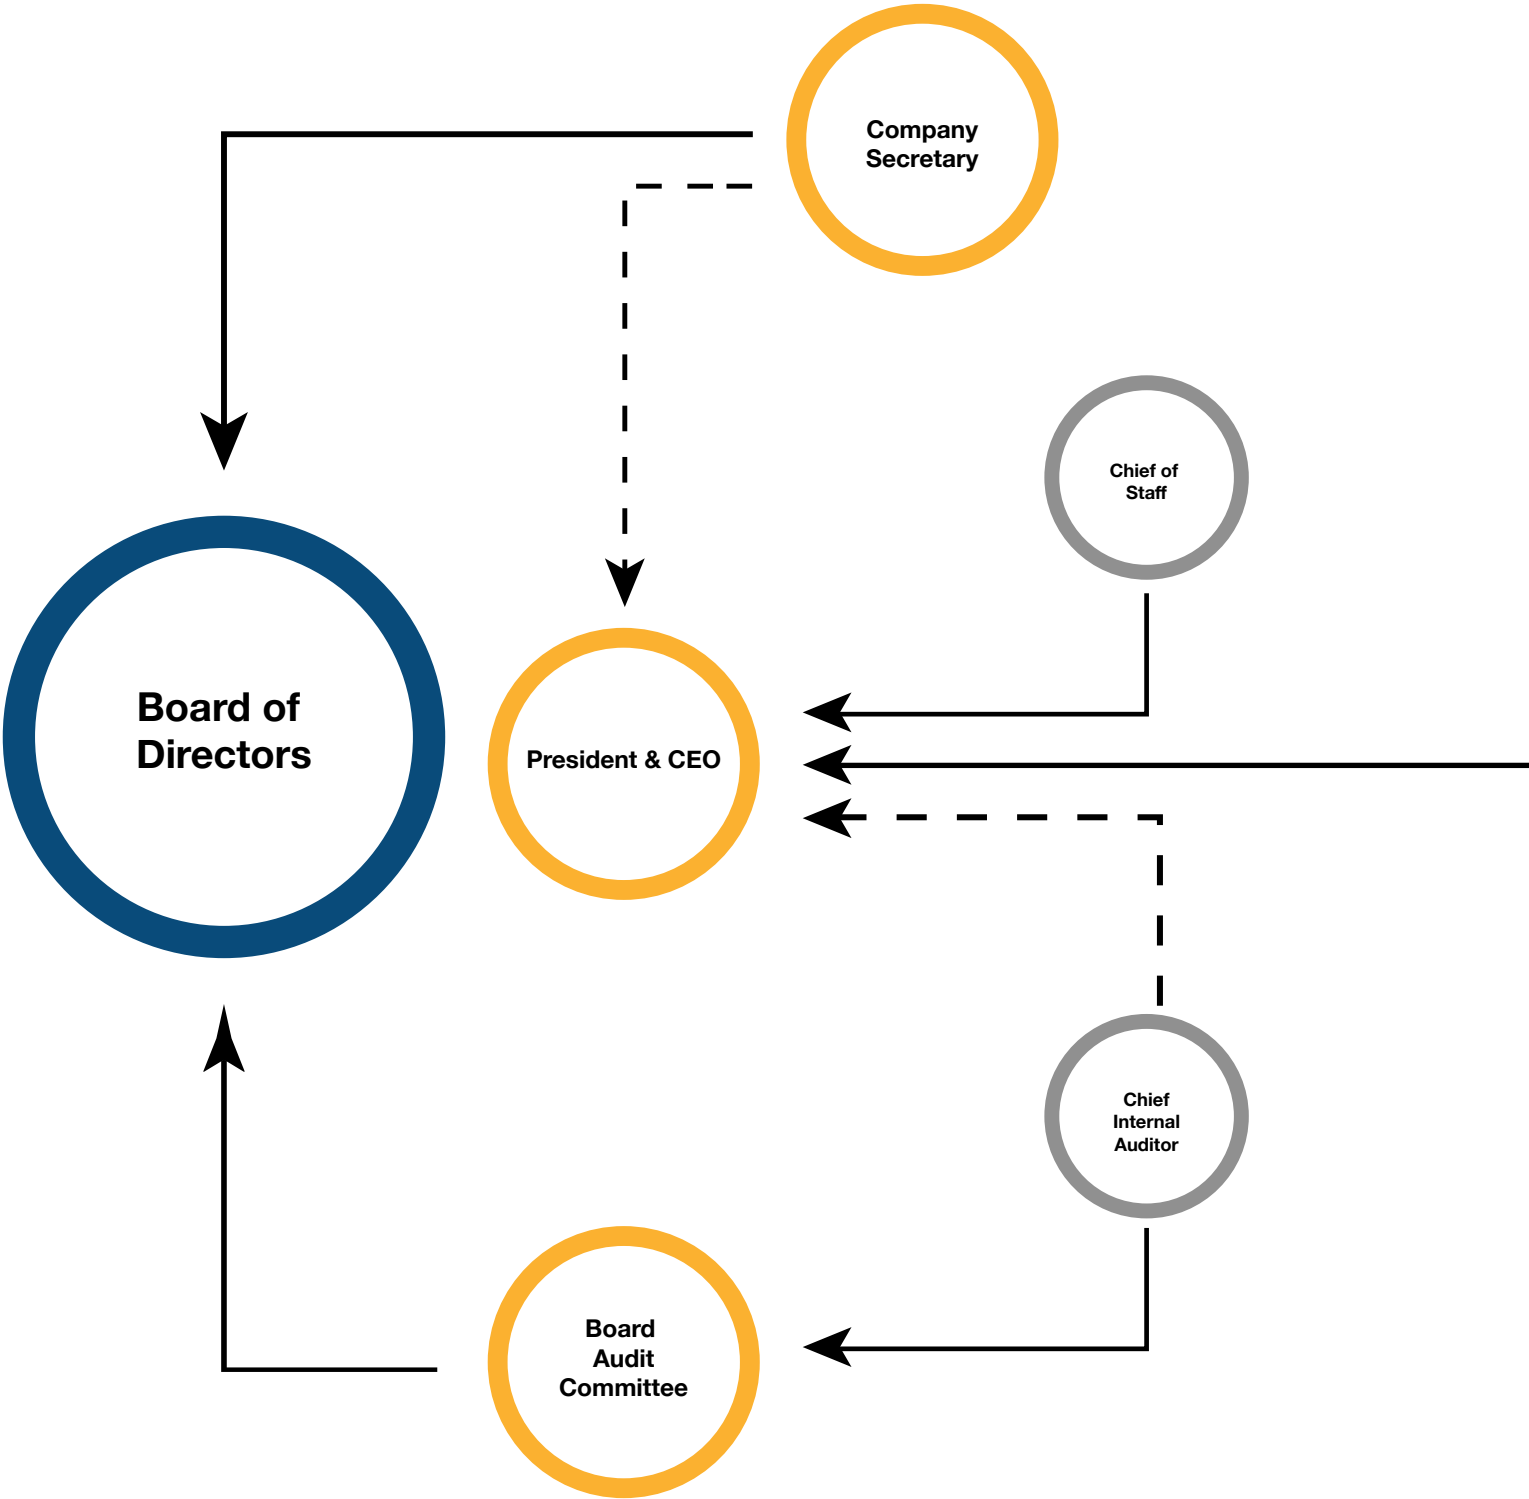 Company
Secretary
Chief of
Staff
Board of
Directors
President & CEO
Chief
Internal
Auditor
Board
Audit
Committee